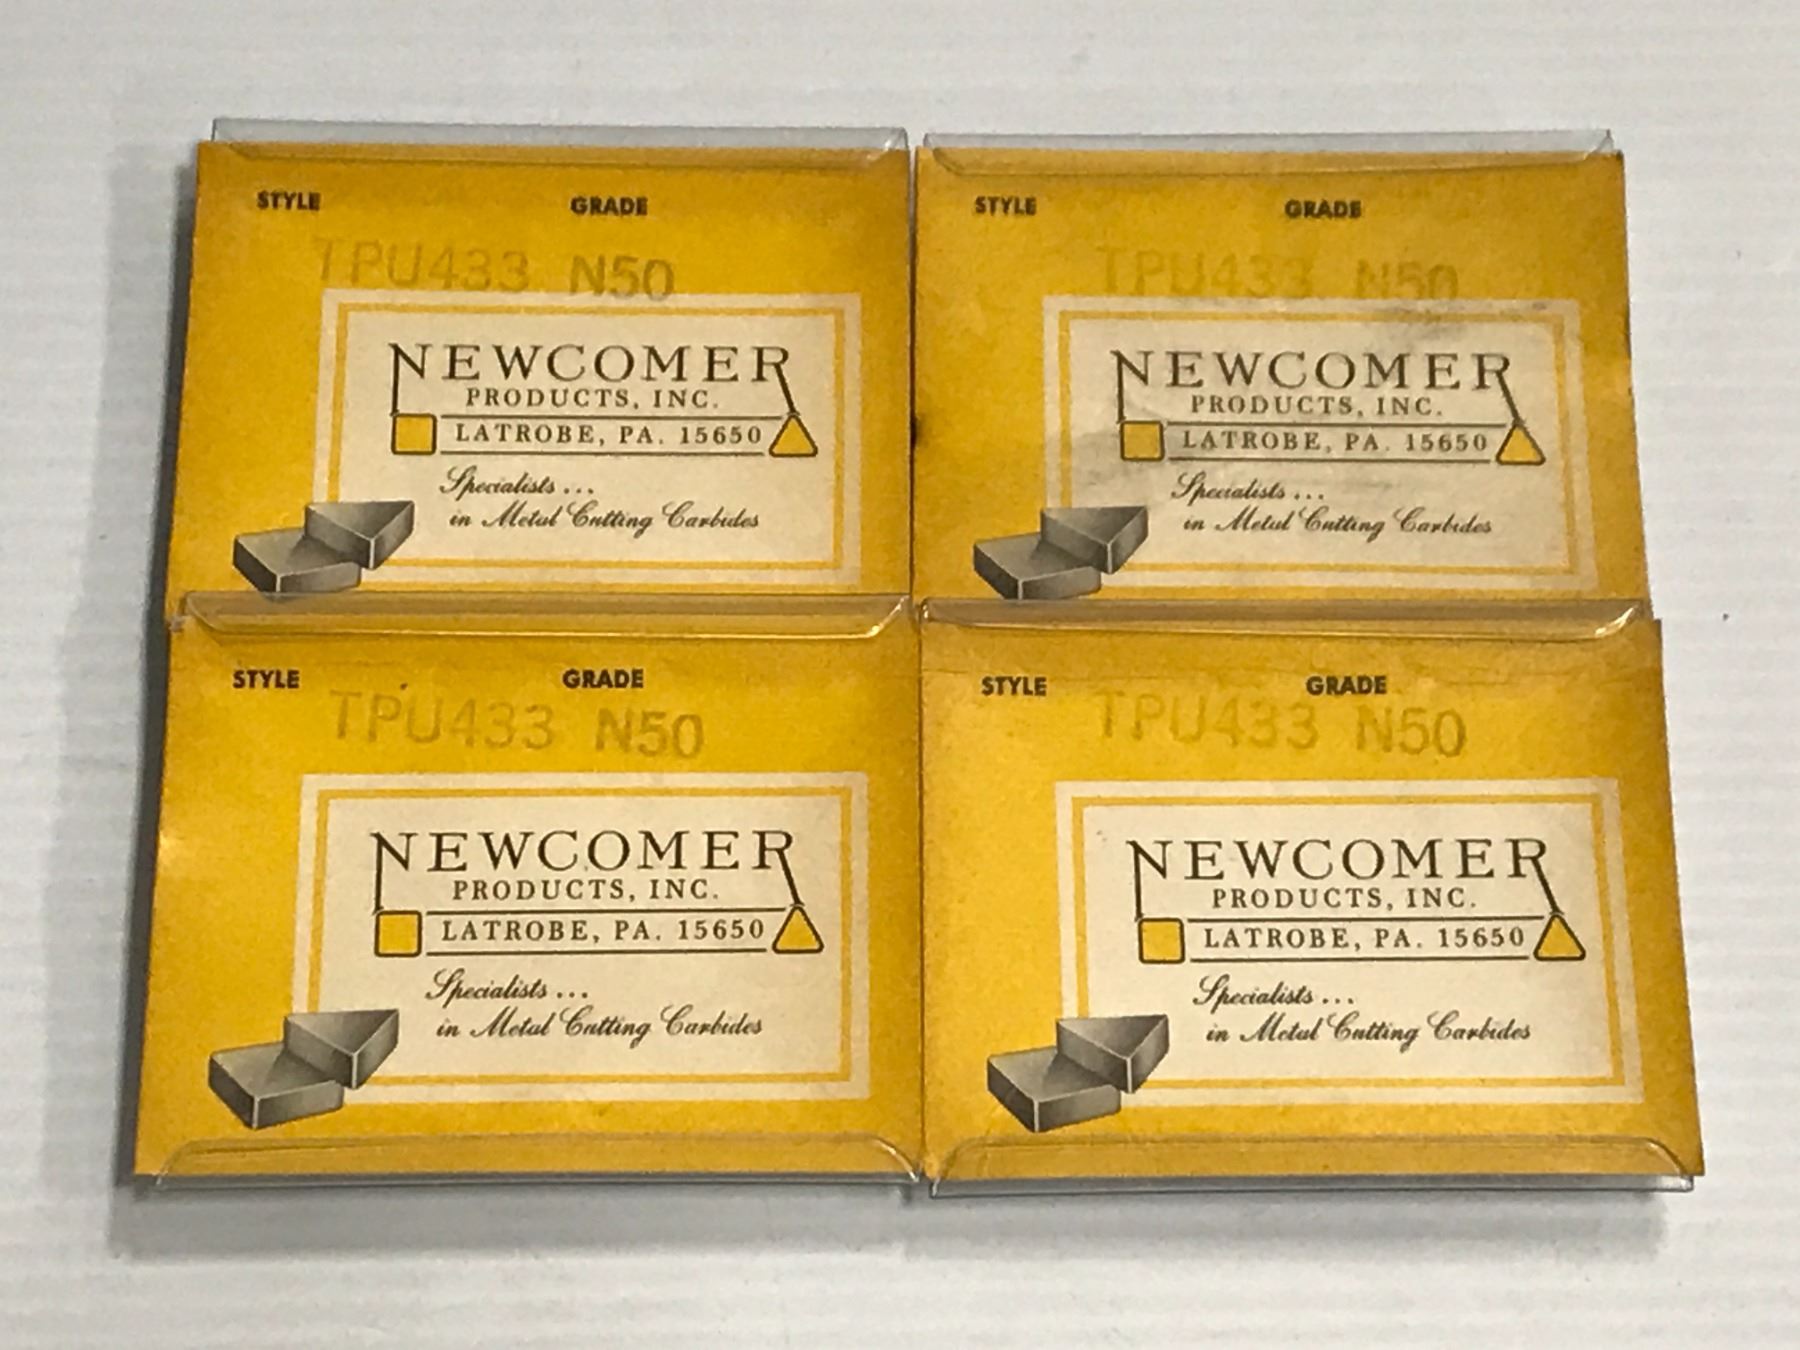 STYLE GRADE
TPU433 N50
NEWCOMER
PRODUCTS, INC.
LATROBE, PA. 15650
Specialists...
in Metal Cutting Carbides
STYLE GRADE
TPU433 N50
NEWCOMER
PRODUCTS, INC.
LATROBE, PA. 15650
Specialists...
in Metal Cutting Carbides
STYLE GRADE
TPU433 N50
NEWCOMER
PRODUCTS, INC.
LATROBE, PA. 15650
Specialists...
in Metal Cutting Carbides
STYLE GRADE
TPU433 N50
NEWCOMER
PRODUCTS, INC.
LATROBE, PA. 15650
Specialists...
in Metal Cutting Carbides